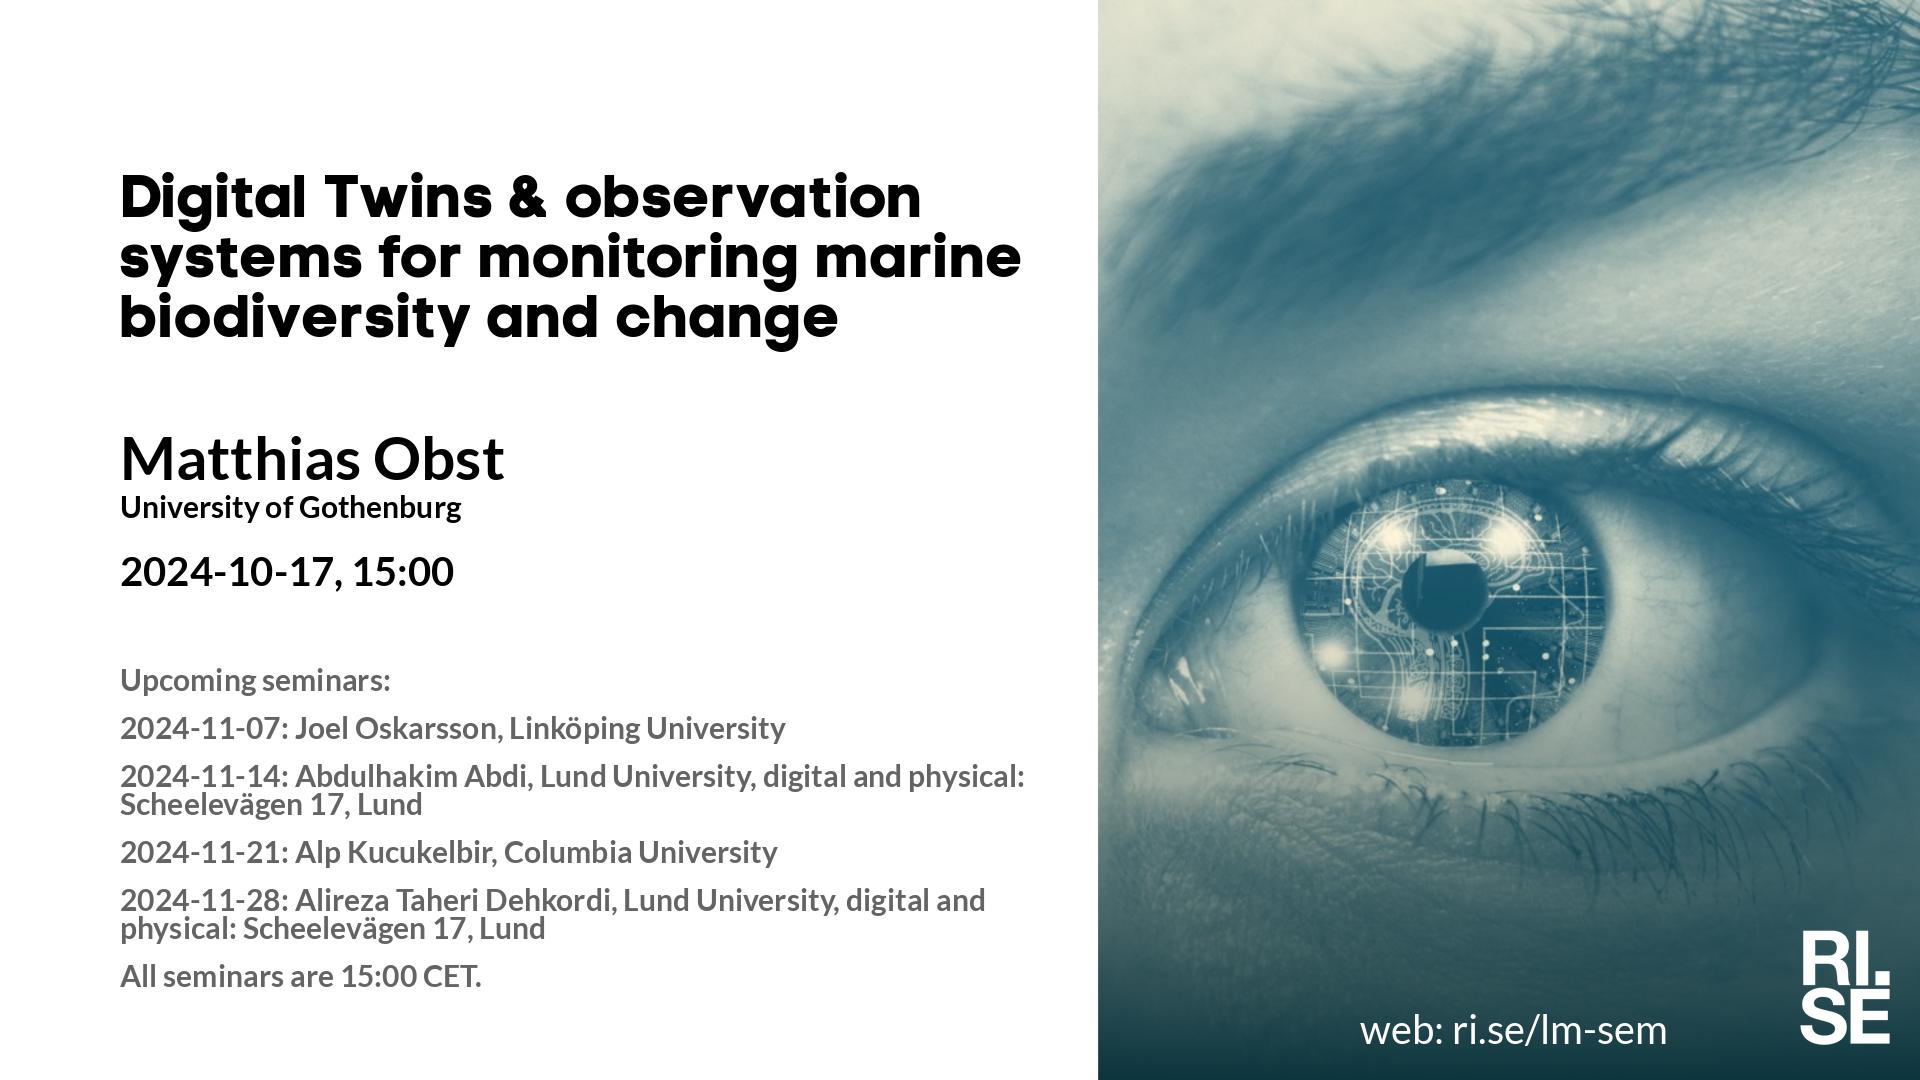 Digital Twins & observation
systems for monitoring marine
biodiversity and change
Matthias Obst
University of Gothenburg
2024-10-17, 15:00
Upcoming seminars:
2024-11-07: Joel Oskarsson, Linköping University
2024-11-14: Abdulhakim Abdi, Lund University, digital and physical:
Scheelevägen 17, Lund
2024-11-21: Alp Kucukelbir, Columbia University
2024-11-28: Alireza Taheri Dehkordi, Lund University, digital and
physical: Scheelevägen 17, Lund
All seminars are 15:00 CET.
web: ri.se/lm-sem
RI.
SE